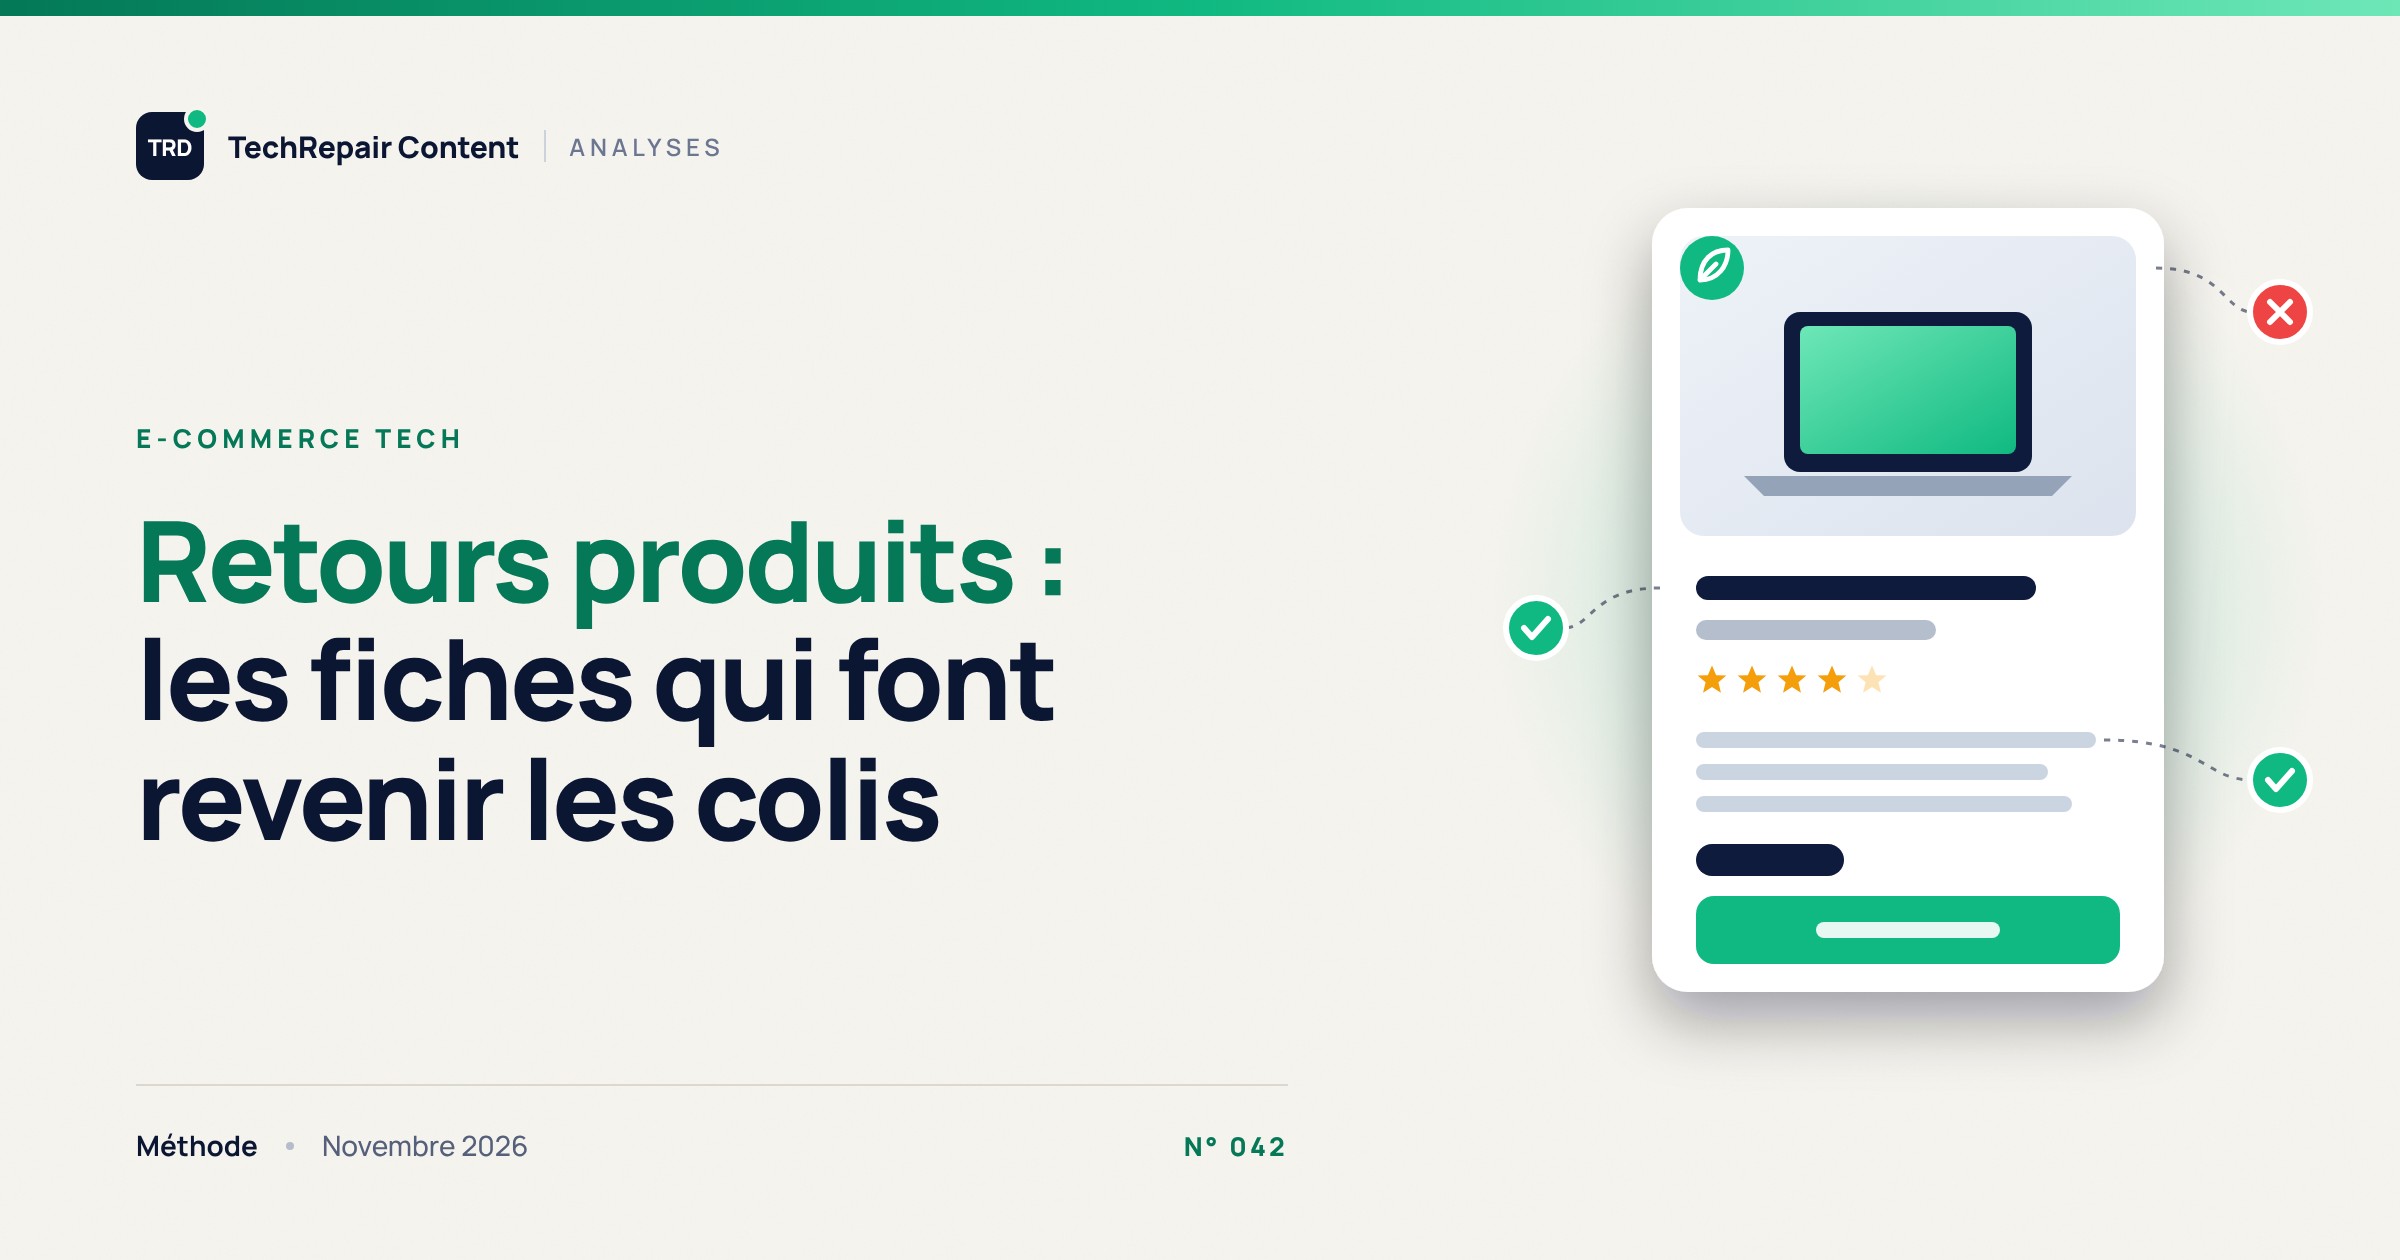 TRD
TechRepair Content
ANALYSES
E-COMMERCE TECH
Retours produits :
les fiches qui font
revenir les colis
Méthode • Novembre 2026
N° 042